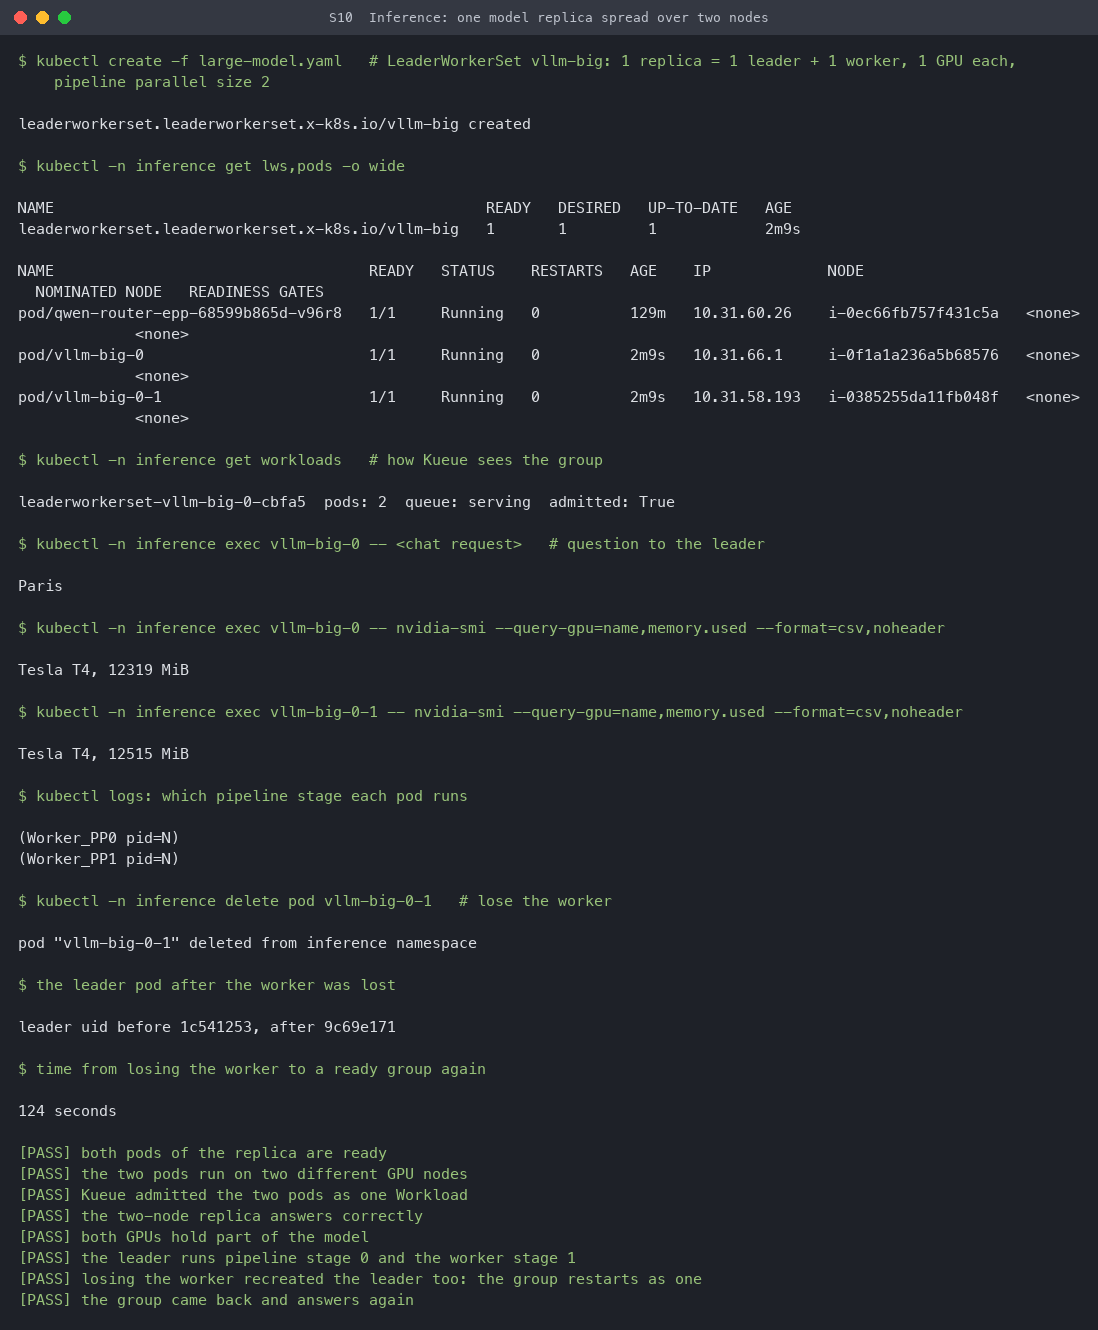 S10  Inference: one model replica spread over two nodes
$ kubectl create -f large-model.yaml   # LeaderWorkerSet vllm-big: 1 replica = 1 leader + 1 worker, 1 GPU each,
    pipeline parallel size 2
leaderworkerset.leaderworkerset.x-k8s.io/vllm-big created
$ kubectl -n inference get lws,pods -o wide
NAME                                                READY   DESIRED   UP-TO-DATE   AGE
leaderworkerset.leaderworkerset.x-k8s.io/vllm-big   1       1         1            2m9s
NAME                                   READY   STATUS    RESTARTS   AGE    IP             NODE
  NOMINATED NODE   READINESS GATES
pod/qwen-router-epp-68599b865d-v96r8   1/1     Running   0          129m   10.31.60.26    i-0ec66fb757f431c5a   <none>
             <none>
pod/vllm-big-0                         1/1     Running   0          2m9s   10.31.66.1     i-0f1a1a236a5b68576   <none>
             <none>
pod/vllm-big-0-1                       1/1     Running   0          2m9s   10.31.58.193   i-0385255da11fb048f   <none>
             <none>
$ kubectl -n inference get workloads   # how Kueue sees the group
leaderworkerset-vllm-big-0-cbfa5  pods: 2  queue: serving  admitted: True
$ kubectl -n inference exec vllm-big-0 -- <chat request>   # question to the leader
Paris
$ kubectl -n inference exec vllm-big-0 -- nvidia-smi --query-gpu=name,memory.used --format=csv,noheader
Tesla T4, 12319 MiB
$ kubectl -n inference exec vllm-big-0-1 -- nvidia-smi --query-gpu=name,memory.used --format=csv,noheader
Tesla T4, 12515 MiB
$ kubectl logs: which pipeline stage each pod runs
(Worker_PP0 pid=N)
(Worker_PP1 pid=N)
$ kubectl -n inference delete pod vllm-big-0-1   # lose the worker
pod "vllm-big-0-1" deleted from inference namespace
$ the leader pod after the worker was lost
leader uid before 1c541253, after 9c69e171
$ time from losing the worker to a ready group again
124 seconds
[PASS] both pods of the replica are ready
[PASS] the two pods run on two different GPU nodes
[PASS] Kueue admitted the two pods as one Workload
[PASS] the two-node replica answers correctly
[PASS] both GPUs hold part of the model
[PASS] the leader runs pipeline stage 0 and the worker stage 1
[PASS] losing the worker recreated the leader too: the group restarts as one
[PASS] the group came back and answers again